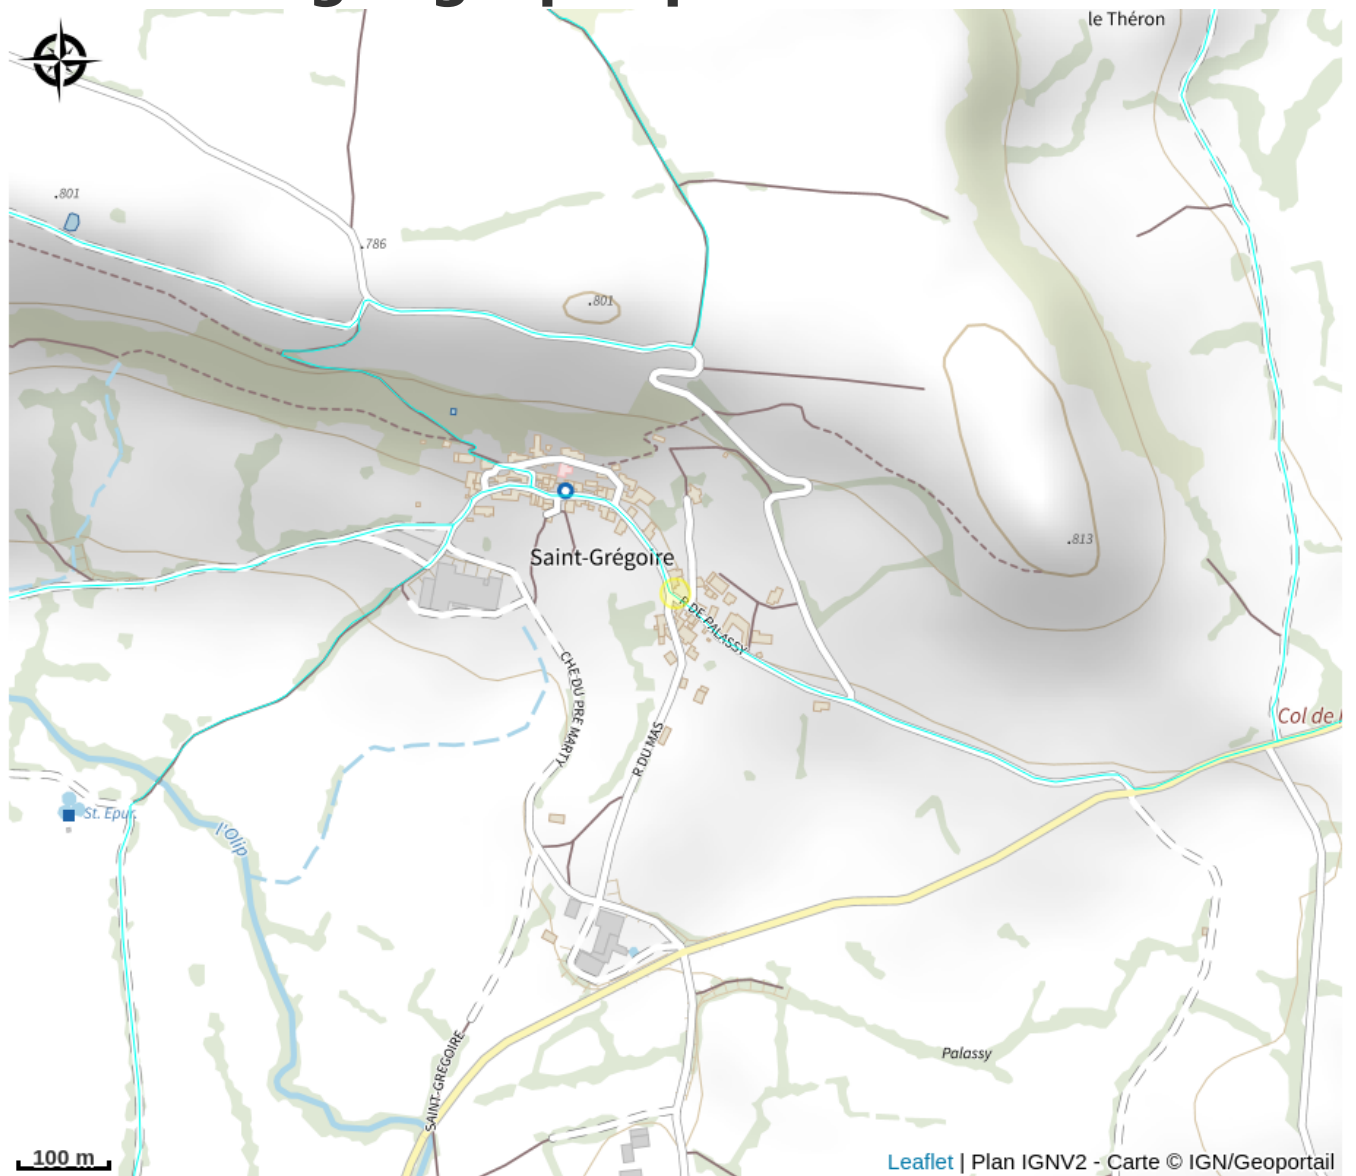 le Théron
.801
.786
.801
.813
Saint-Grégoire
R DE PALASSY
CHE DU PRE MARTY
R DU MAS
Col de
St. Epur.
l'Olip
SAINT-GREGOIRE
Palassy
100 m
Leaflet | Plan IGNV2 - Carte © IGN/Geoportail